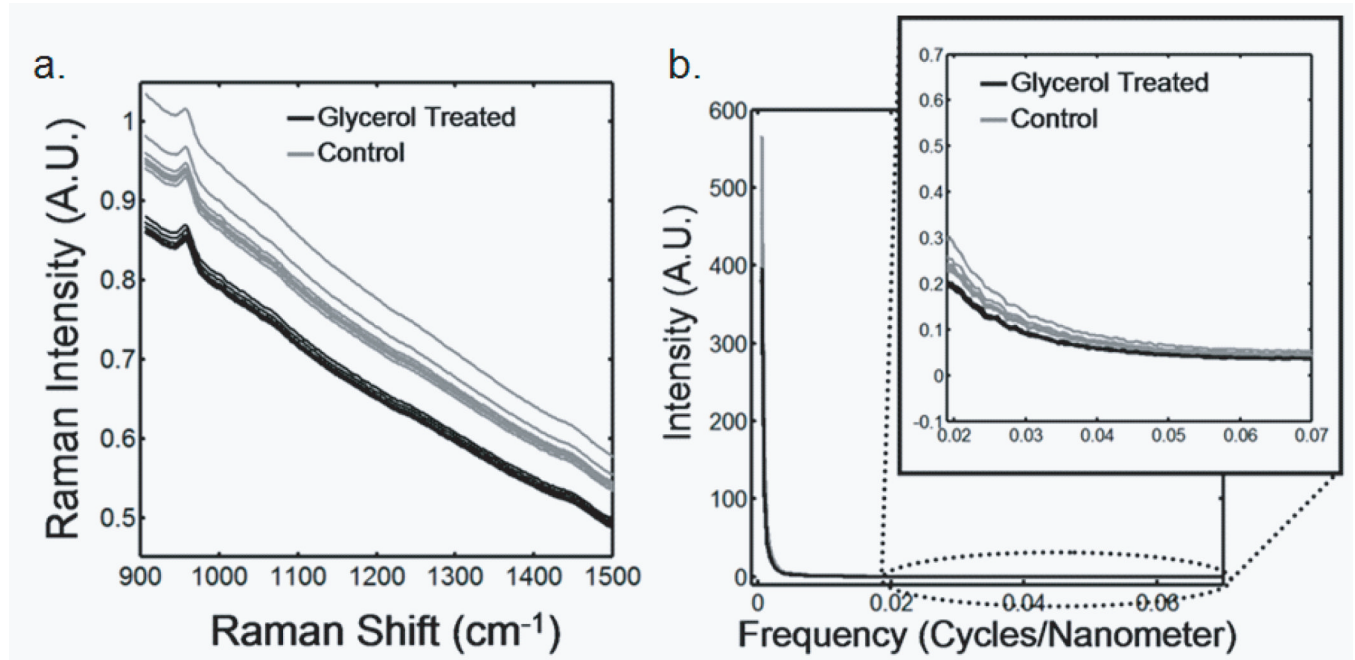 a.
Raman Intensity (A.U.)
1
0.9
0.8
0.7
0.6
0.5
Glycerol Treated
Control
900 1000 1100 1200 1300 1400 1500
Raman Shift (cm-1)
b.
Intensity (A.U.)
600
500
400
300
200
100
0
0 0.02 0.04 0.06
Frequency (Cycles/Nanometer)
0.7
0.6
0.5
0.4
0.3
0.2
0.1
0
-0.1
Glycerol Treated
Control
0.02 0.03 0.04 0.05 0.06 0.07